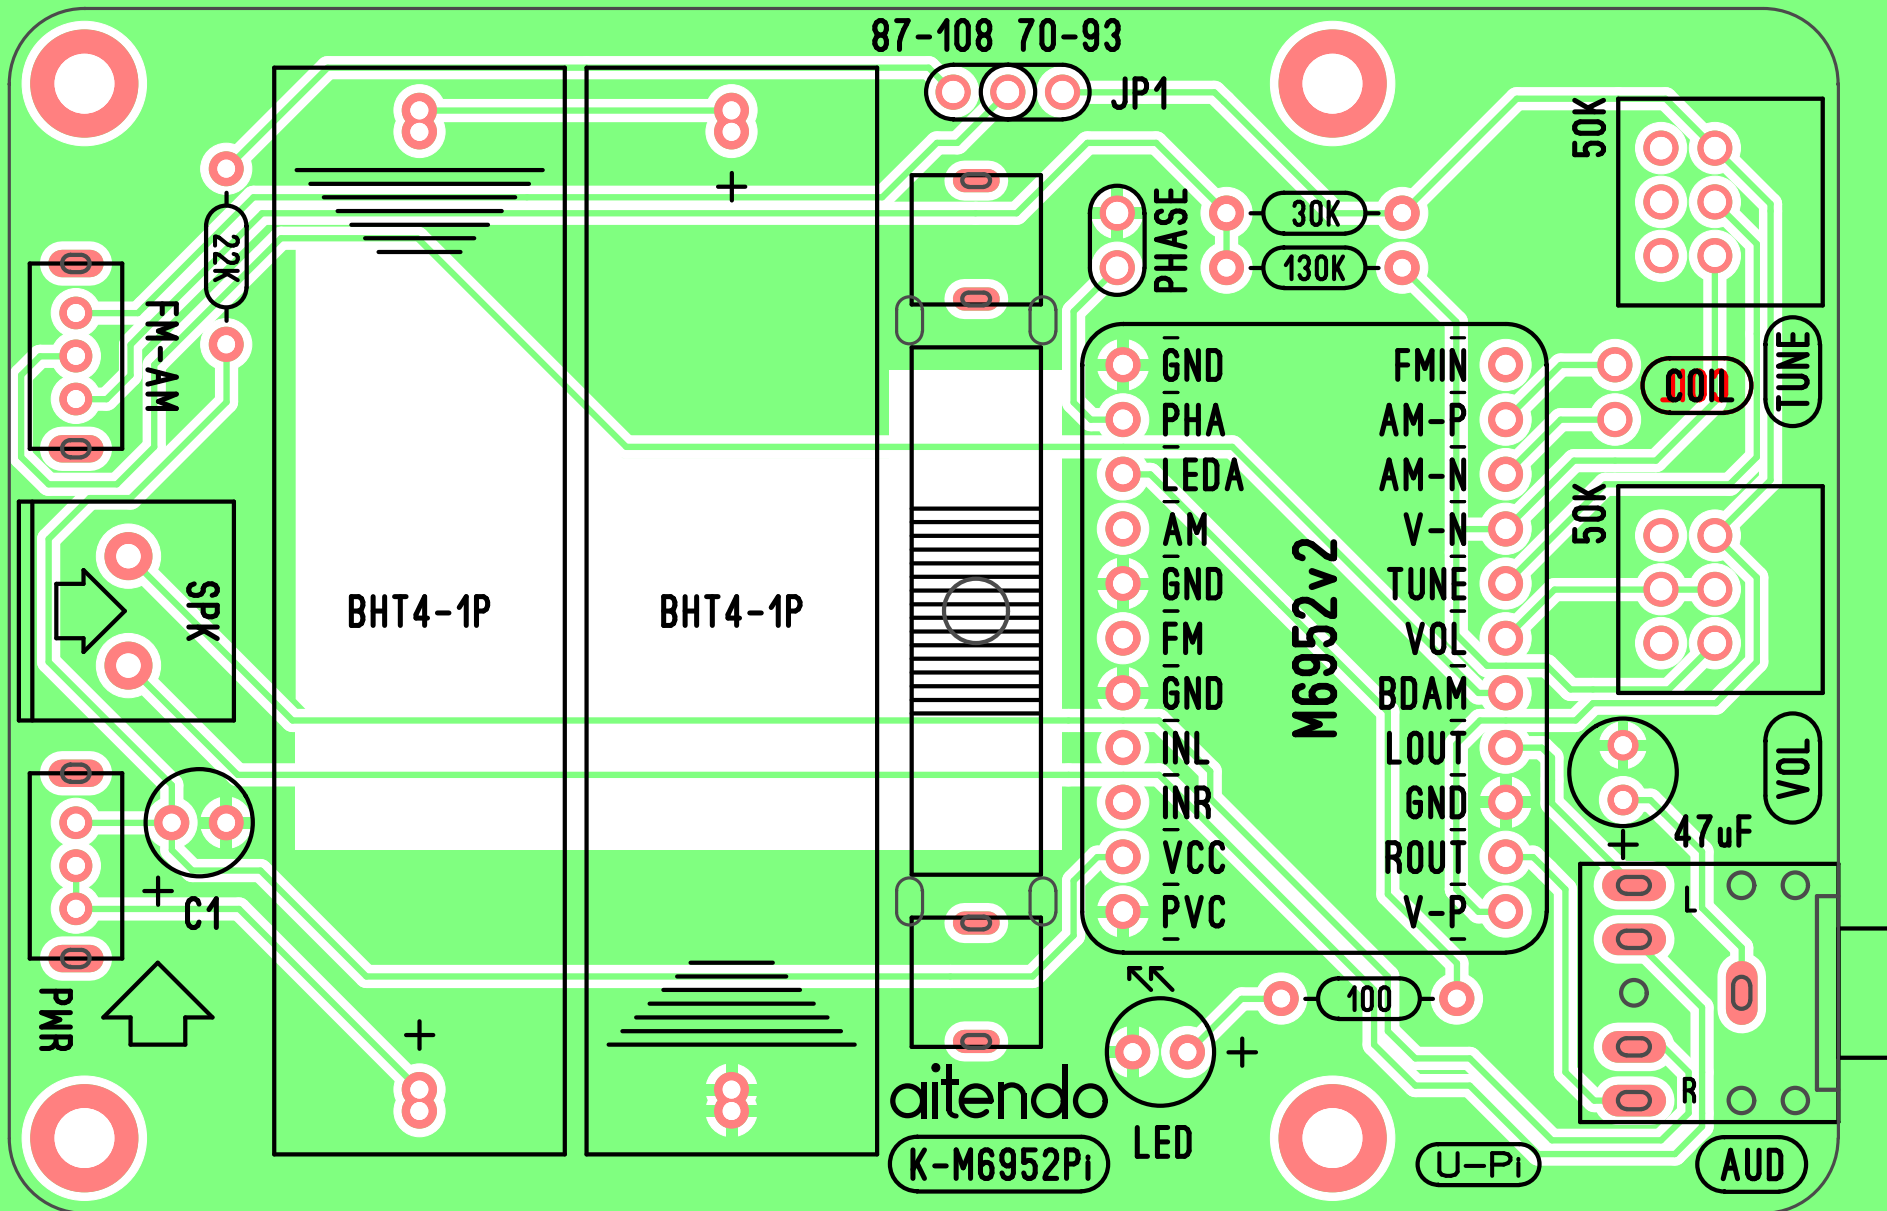 87-108 70-93
JP1
50K
22K
PHASE
30K
130K
FM-AM
GND
FMIN
COIL
TUNE
PHA
AM-P
LEDA
AM-N
AM
V-N
50K
GND
TUNE
SPK
BHT4-1P
BHT4-1P
M6952v2
FM
VOL
GND
BDAM
INL
LOUT
VOL
INR
GND
47uF
VCC
ROUT
+
+
C1
PVC
V-P
L
PWR
100
+
+
+
aitendo
R
LED
K-M6952Pi
U-Pi
AUD